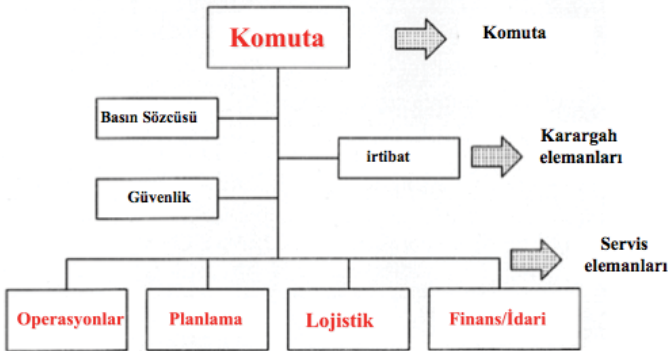 Komuta
Komuta
Basın Sözcüsü
irtibat
Karargah
elemanları
Güvenlik
Servis
elemanları
Operasyonlar
Planlama
Lojistik
Finans/İdari